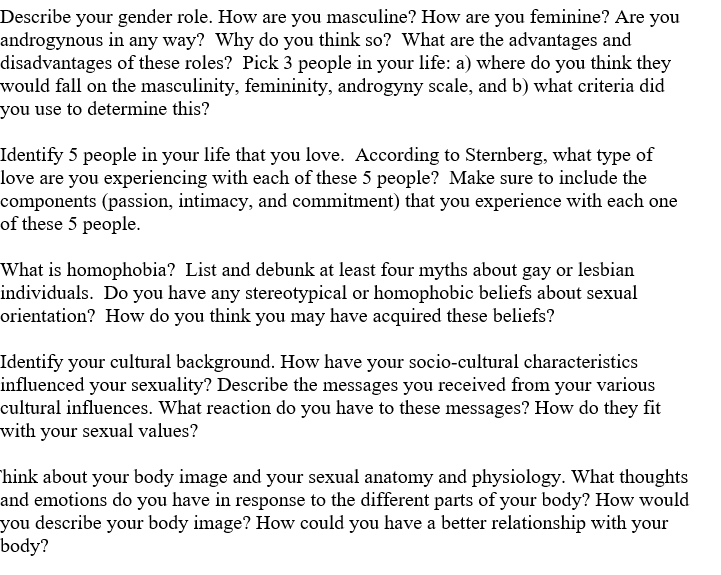 Describe your gender role. How are you masculine? How are you feminine? Are you
androgynous in any way?  Why do you think so?  What are the advantages and
disadvantages of these roles?  Pick 3 people in your life: a) where do you think they
would fall on the masculinity, femininity, androgyny scale, and b) what criteria did
you use to determine this?

Identify 5 people in your life that you love.  According to Sternberg, what type of
love are you experiencing with each of these 5 people?  Make sure to include the
components (passion, intimacy, and commitment) that you experience with each one
of these 5 people.

What is homophobia?  List and debunk at least four myths about gay or lesbian
individuals.  Do you have any stereotypical or homophobic beliefs about sexual
orientation?  How do you think you may have acquired these beliefs?

Identify your cultural background. How have your socio-cultural characteristics
influenced your sexuality? Describe the messages you received from your various
cultural influences. What reaction do you have to these messages? How do they fit
with your sexual values?

hink about your body image and your sexual anatomy and physiology. What thoughts
and emotions do you have in response to the different parts of your body? How would
you describe your body image? How could you have a better relationship with your
body?